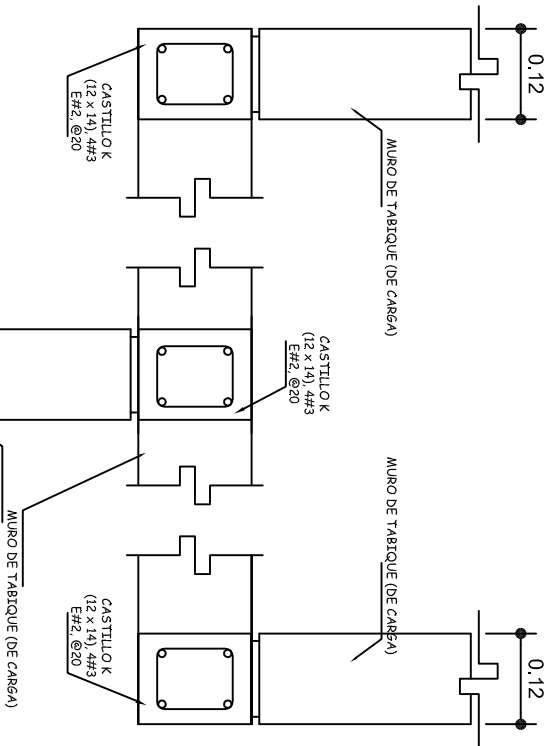 0.12
MURO DE TABIQUE (DE CARGA)
CASTILLO K
(12 x 14), 4#3
E#2, @20
CASTILLO K
(12 x 14), 4#3
E#2, @20
MURO DE TABIQUE (DE CARGA)
0.12
MURO DE TABIQUE (DE CARGA)
CASTILLO K
(12 x 14), 4#3
E#2, @20